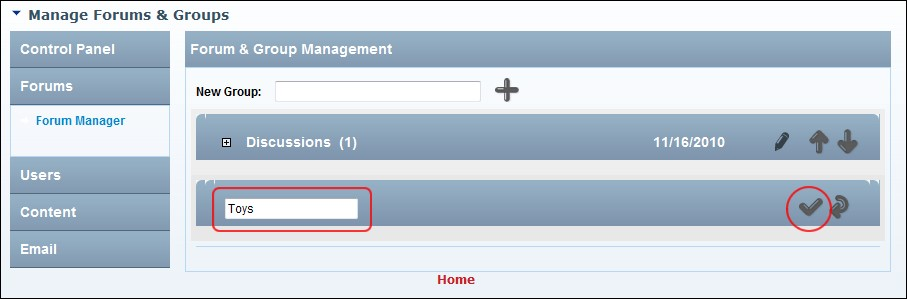 Manage Forums & Groups
Control Panel
Forums
Forum Manager
Users
Content
Email
Forum & Group Management
New Group:
Discussions (1) 11/16/2010
Toys
Home